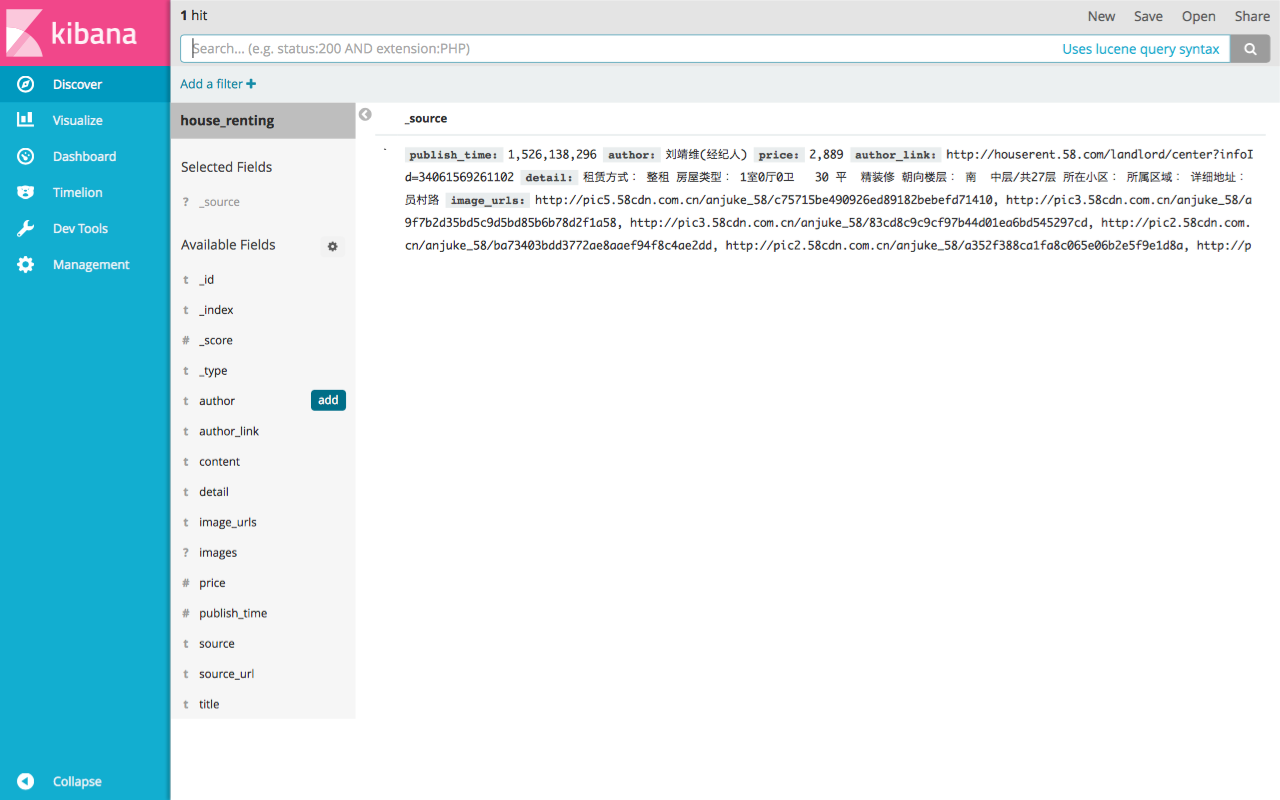 kibana
Discover
Visualize
Dashboard
Timelion
Dev Tools
Management
Collapse
1 hit
New Save Open Share
Search... (e.g. status:200 AND extension:PHP) Uses lucene query syntax
Add a filter +
house_renting
Selected Fields
? _source
Available Fields
t _id
t _index
# _score
t _type
t author add
t author_link
t content
t detail
t image_urls
? images
# price
# publish_time
t source
t source_url
t title
_source
publish_time: 1,526,138,296 author: 刘靖维(经纪人) price: 2,889 author_link: http://houserent.58.com/landlord/center?infoI
d=34061569261102 detail: 租赁方式： 整租 房屋类型： 1室0厅0卫 30 平 精装修 朝向楼层： 南 中层/共27层 所在小区： 所属区域： 详细地址：
员村路 image_urls: http://pic5.58cdn.com.cn/anjuke_58/c75715be490926ed89182bebefd71410, http://pic3.58cdn.com.cn/anjuke_58/a
9f7b2d35bd5c9d5bd85b6b78d2f1a58, http://pic3.58cdn.com.cn/anjuke_58/83cd8c9c9cf97b44d01ea6bd545297cd, http://pic2.58cdn.com.
cn/anjuke_58/ba73403bdd3772ae8aaef94f8c4ae2dd, http://pic2.58cdn.com.cn/anjuke_58/a352f388ca1fa8c065e06b2e5f9e1d8a, http://p